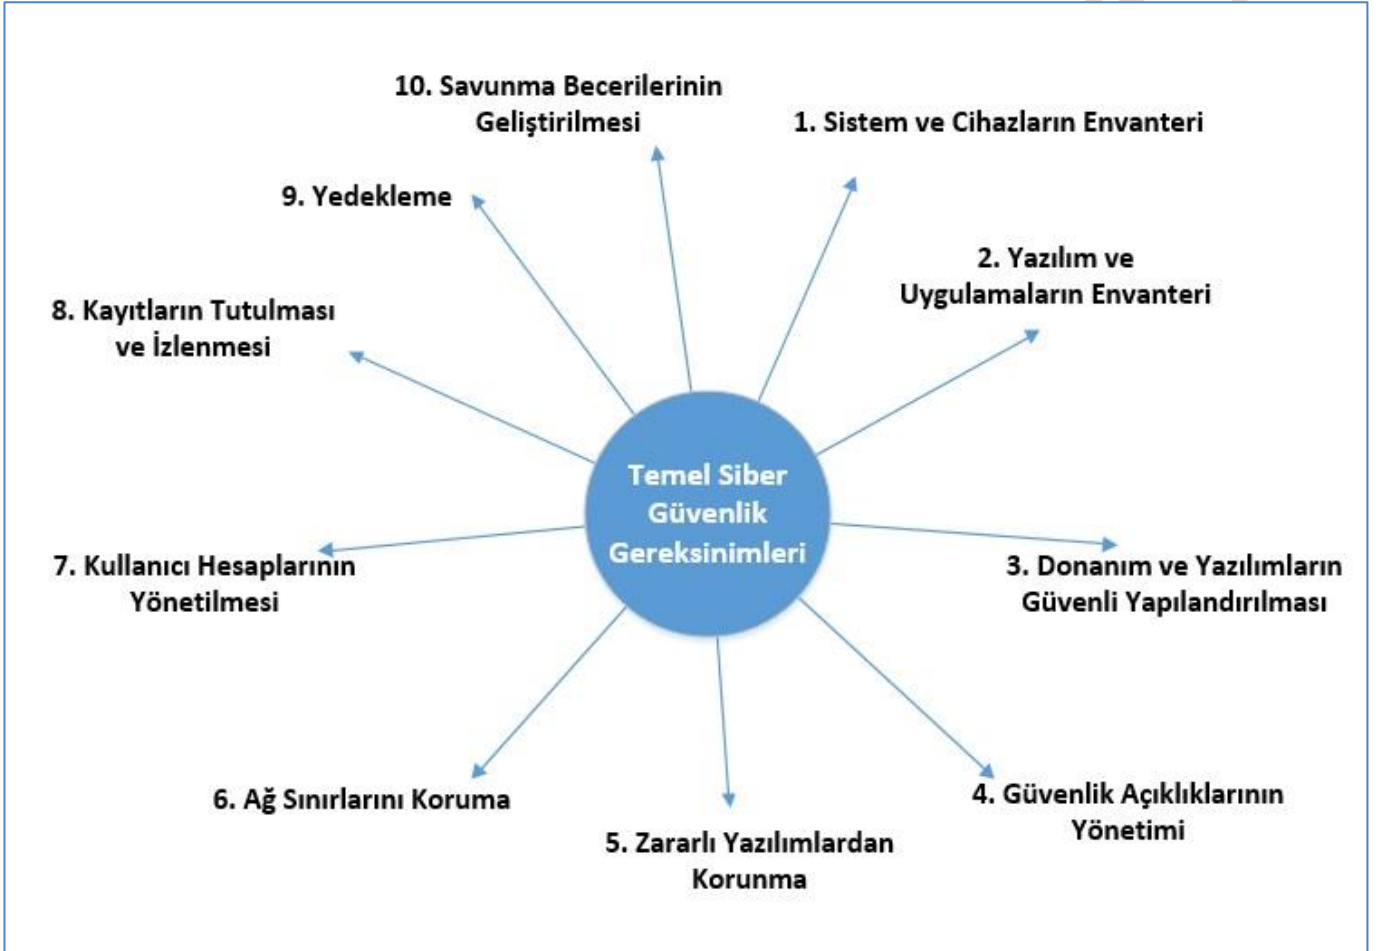 Temel Siber
Güvenlik
Gereksinimleri
1. Sistem ve Cihazların Envanteri
2. Yazılım ve
Uygulamaların Envanteri
3. Donanım ve Yazılımların
Güvenli Yapılandırılması
4. Güvenlik Açıklıklarının
Yönetimi
5. Zararlı Yazılımlardan
Korunma
6. Ağ Sınırlarını Koruma
7. Kullanıcı Hesaplarının
Yönetilmesi
8. Kayıtların Tutulması
ve İzlenmesi
9. Yedekleme
10. Savunma Becerilerinin
Geliştirilmesi